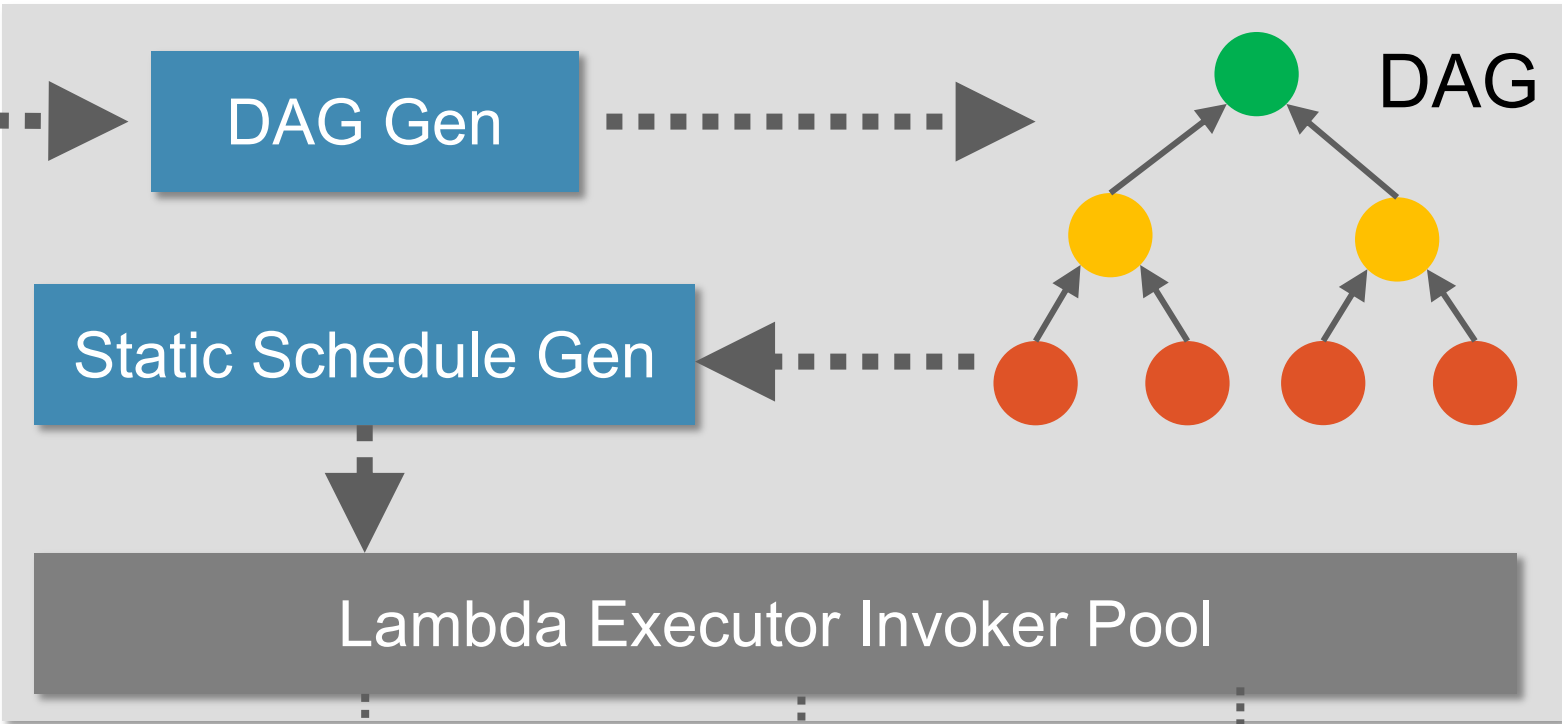 DAG Gen
DAG
Static Schedule Gen
Lambda Executor Invoker Pool